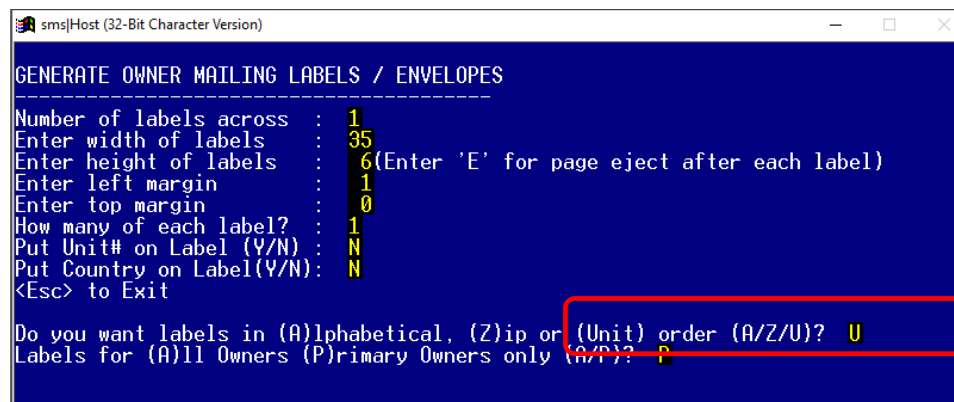 sms|Host (32-Bit Character Version)
GENERATE OWNER MAILING LABELS / ENVELOPES
----------------------------------------
Number of labels across : 1
Enter width of labels : 35
Enter height of labels : 6(Enter 'E' for page eject after each label)
Enter left margin : 1
Enter top margin : 0
How many of each label? : 1
Put Unit# on Label (Y/N) : N
Put Country on Label(Y/N): N
<Esc> to Exit
Do you want labels in (A)lphabetical, (Z)ip or (Unit) order (A/Z/U)? U
Labels for (A)ll Owners (P)rimary Owners only (A/P)? P